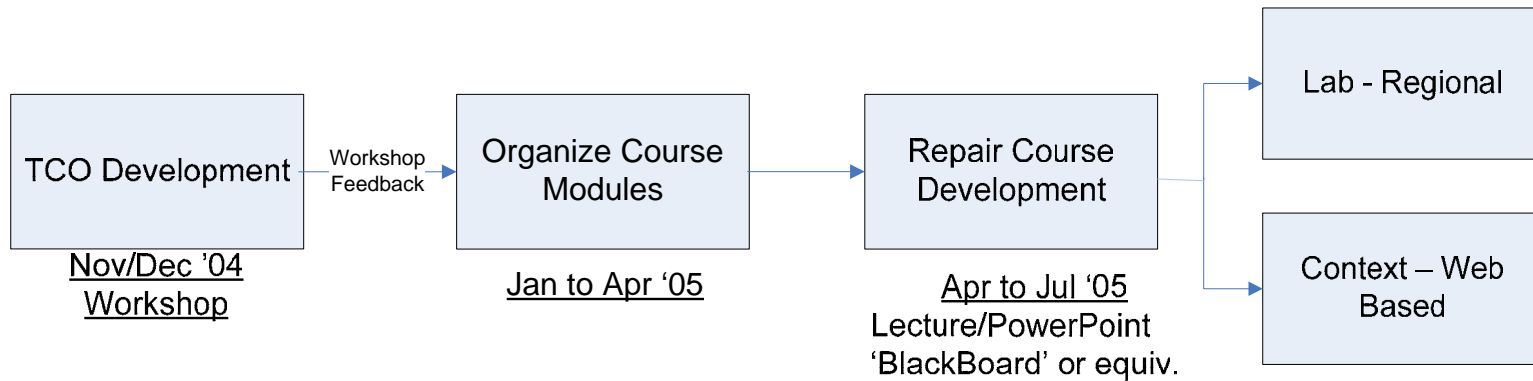 TCO Development
Nov/Dec '04
Workshop
Workshop
Feedback
Organize Course
Modules
Jan to Apr ‘05
Repair Course
Development
Apr to Jul ‘05
Lecture/PowerPoint
‘BlackBoard’ or equiv.
Lab - Regional
Context – Web
Based